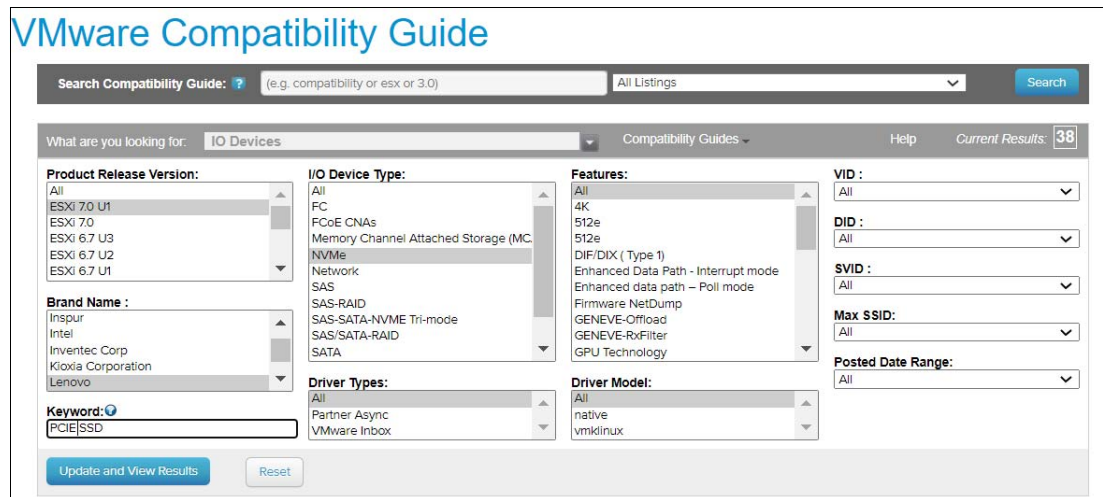 VMware Compatibility Guide
Search Compatibility Guide: ? (e.g. compatibility or esx or 3.0) All Listings Search
What are you looking for: IO Devices Compatibility Guides Help Current Results: 38
Product Release Version: I/O Device Type: Features: VID :
All All All All
ESXi 7.0 U1 FC 4K
ESXi 7.0 FCoE CNAs 512e DID :
ESXi 6.7 U3 Memory Channel Attached Storage (MC. 512e All
ESXi 6.7 U2 NVMe DIF/DIX ( Type 1)
ESXi 6.7 U1 Network Enhanced Data Path - Interrupt mode SVID :
SAS Enhanced data path – Poll mode All
Brand Name : SAS-RAID Firmware NetDump
Inspur SAS-SATA-NVME Tri-mode GENEVE-Offload Max SSID:
Intel SAS/SATA-RAID GENEVE-RxFilter All
Inventec Corp SATA GPU Technology
Kioxia Corporation Posted Date Range:
Lenovo Driver Types: Driver Model: All
All All
Keyword: Partner Async native
PCIE SSD VMware Inbox vmklinux
Update and View Results Reset